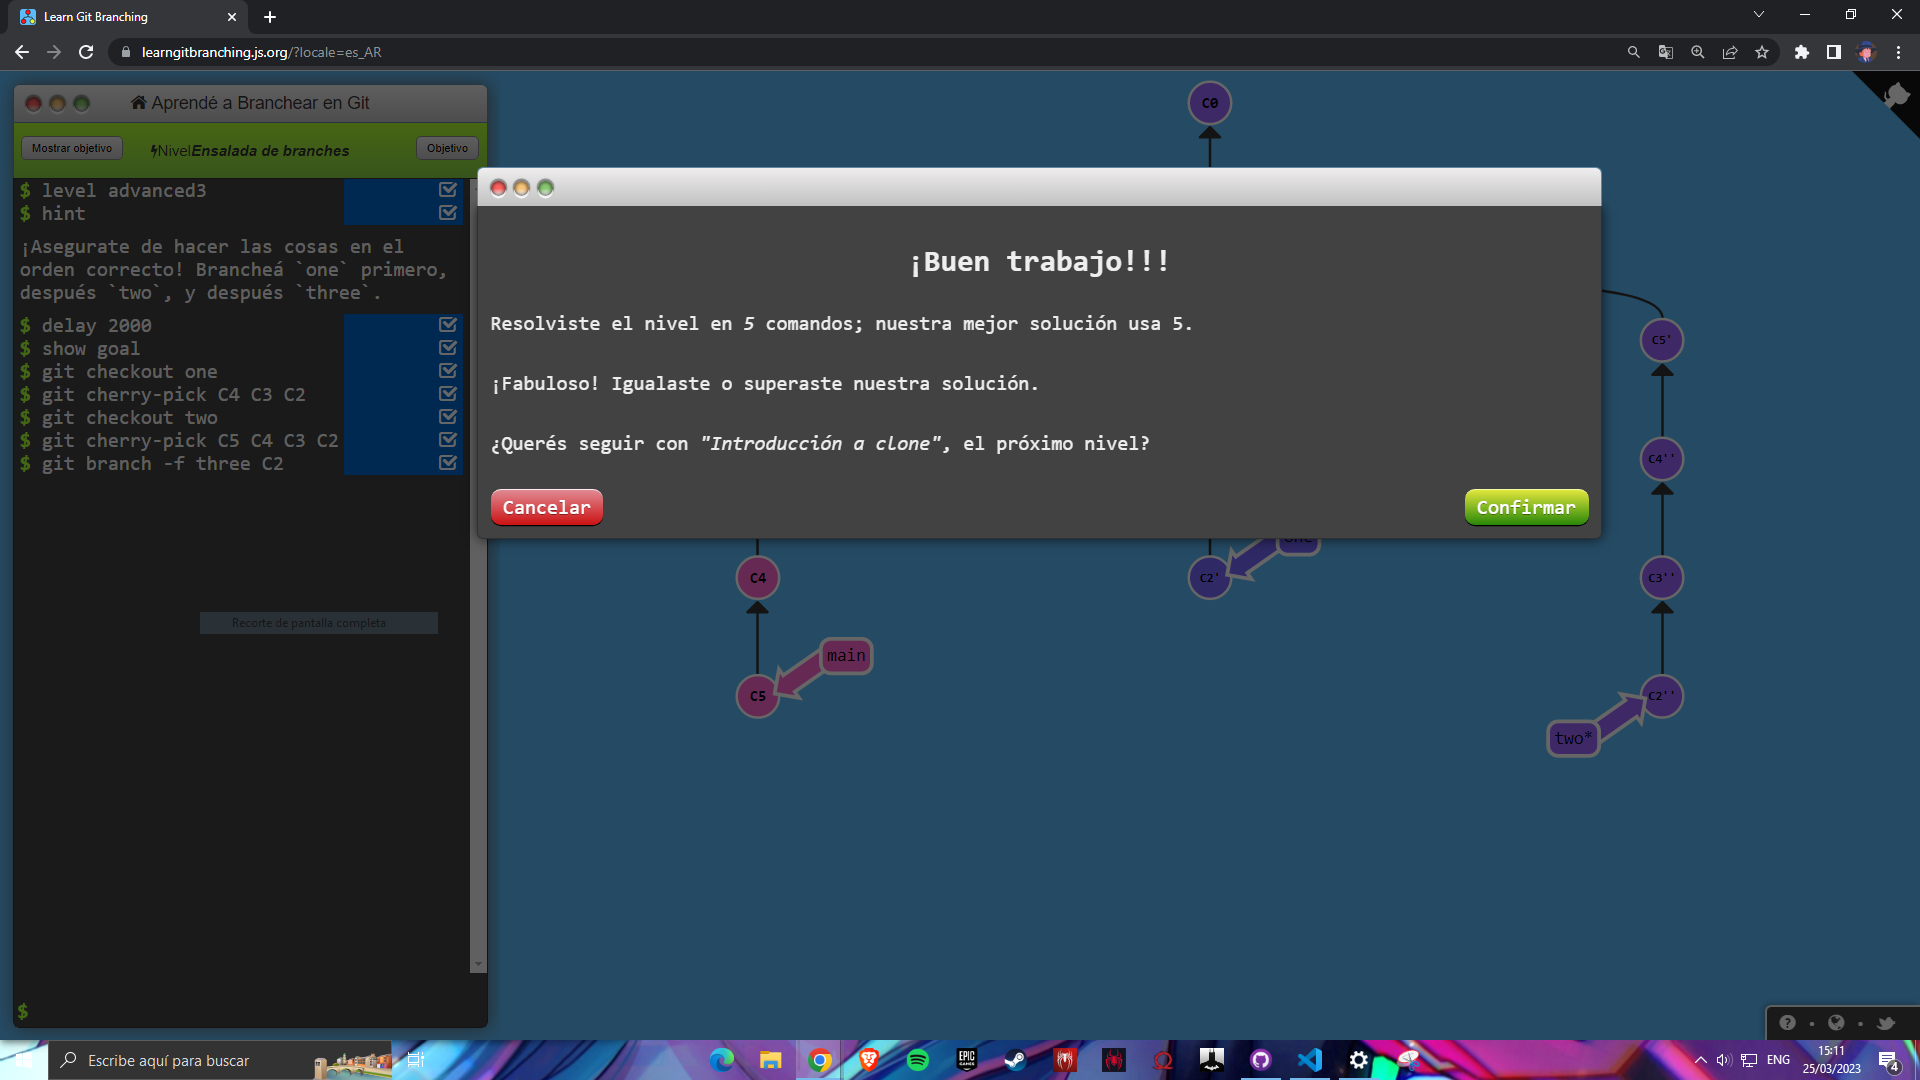 Learn Git Branching
learngitbranching.js.org/?locale=es_AR
Aprendé a Branchear en Git
Mostrar objetivo
NivelEnsalada de branches
Objetivo
$ level advanced3
$ hint
¡Asegurate de hacer las cosas en el
orden correcto! Brancheá `one` primero,
después `two`, y después `three`.
$ delay 2000
$ show goal
$ git checkout one
$ git cherry-pick C4 C3 C2
$ git checkout two
$ git cherry-pick C5 C4 C3 C2
$ git branch -f three C2
Recorte de pantalla completa
$
C0
¡Buen trabajo!!!
Resolviste el nivel en 5 comandos; nuestra mejor solución usa 5.
¡Fabuloso! Igualaste o superaste nuestra solución.
¿Querés seguir con "Introducción a clone", el próximo nivel?
Cancelar
Confirmar
C5'
C4''
C3''
C2''
two*
one
C2'
C4
main
C5
Escribe aquí para buscar
EPIC
GAMES
ENG
15:11
25/03/2023
4